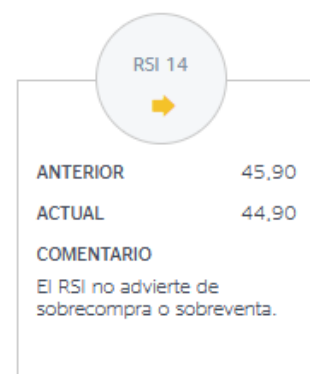 RSI 14
ANTERIOR 45,90
ACTUAL 44,90
COMENTARIO
El RSI no advierte de
sobrecompra o sobreventa.